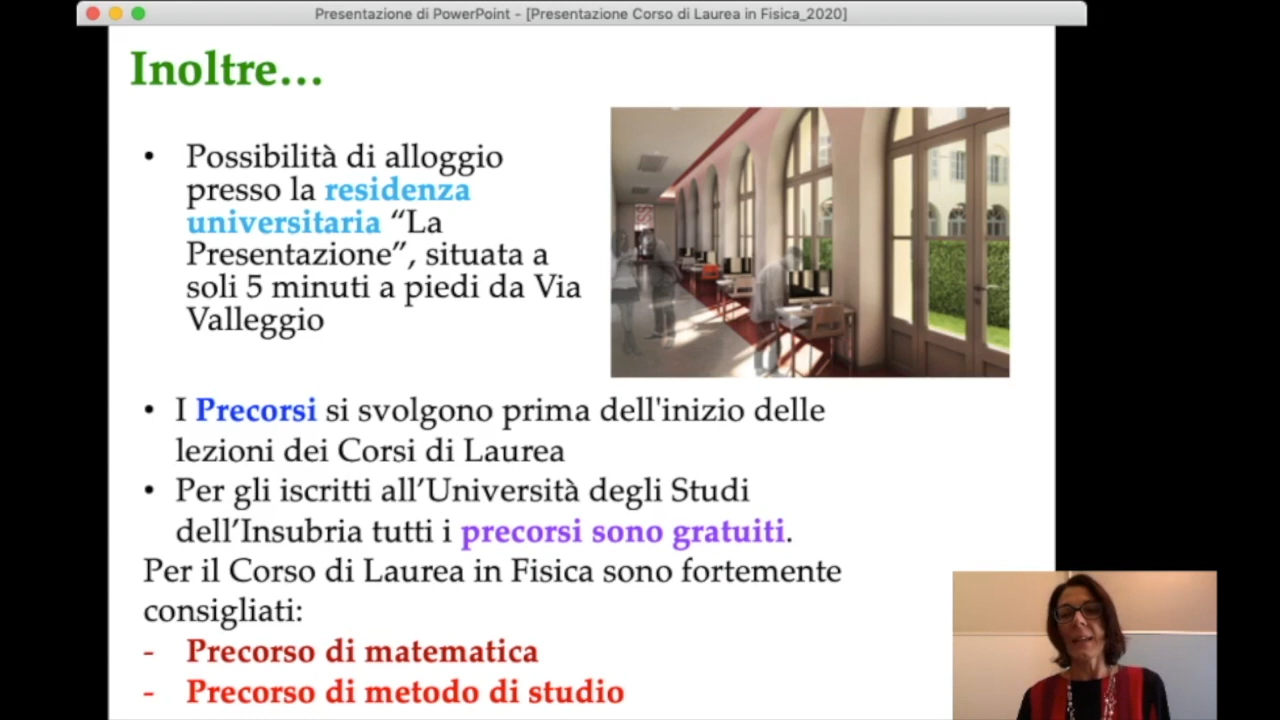 Presentazione di PowerPoint - [Presentazione Corso di Laurea in Fisica_2020]
Inoltre…
• Possibilità di alloggio
presso la residenza
universitaria “La
Presentazione”, situata a
soli 5 minuti a piedi da Via
Valleggio
• I Precorsi si svolgono prima dell'inizio delle
lezioni dei Corsi di Laurea
• Per gli iscritti all’Università degli Studi
dell’Insubria tutti i precorsi sono gratuiti.
Per il Corso di Laurea in Fisica sono fortemente
consigliati:
- Precorso di matematica
- Precorso di metodo di studio